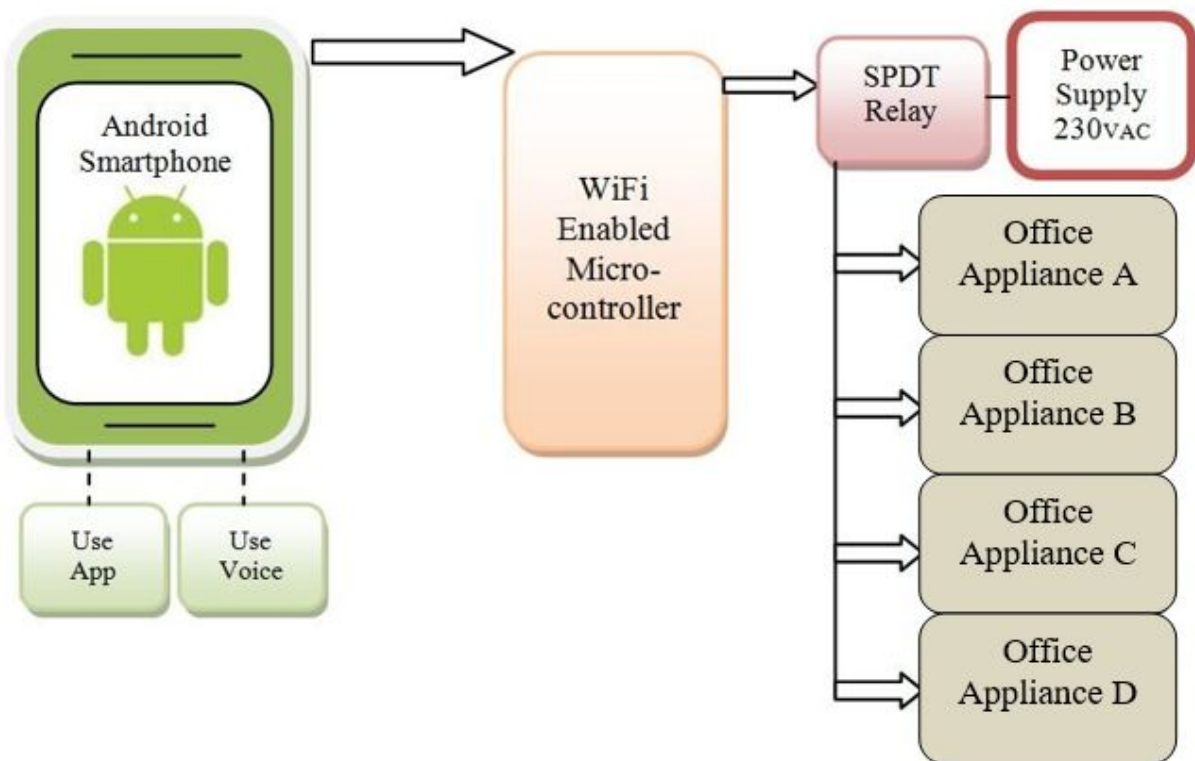 Android
Smartphone
Use
App
Use
Voice
WiFi
Enabled
Micro-
controller
SPDT
Relay
Power
Supply
230VAC
Office
Appliance A
Office
Appliance B
Office
Appliance C
Office
Appliance D